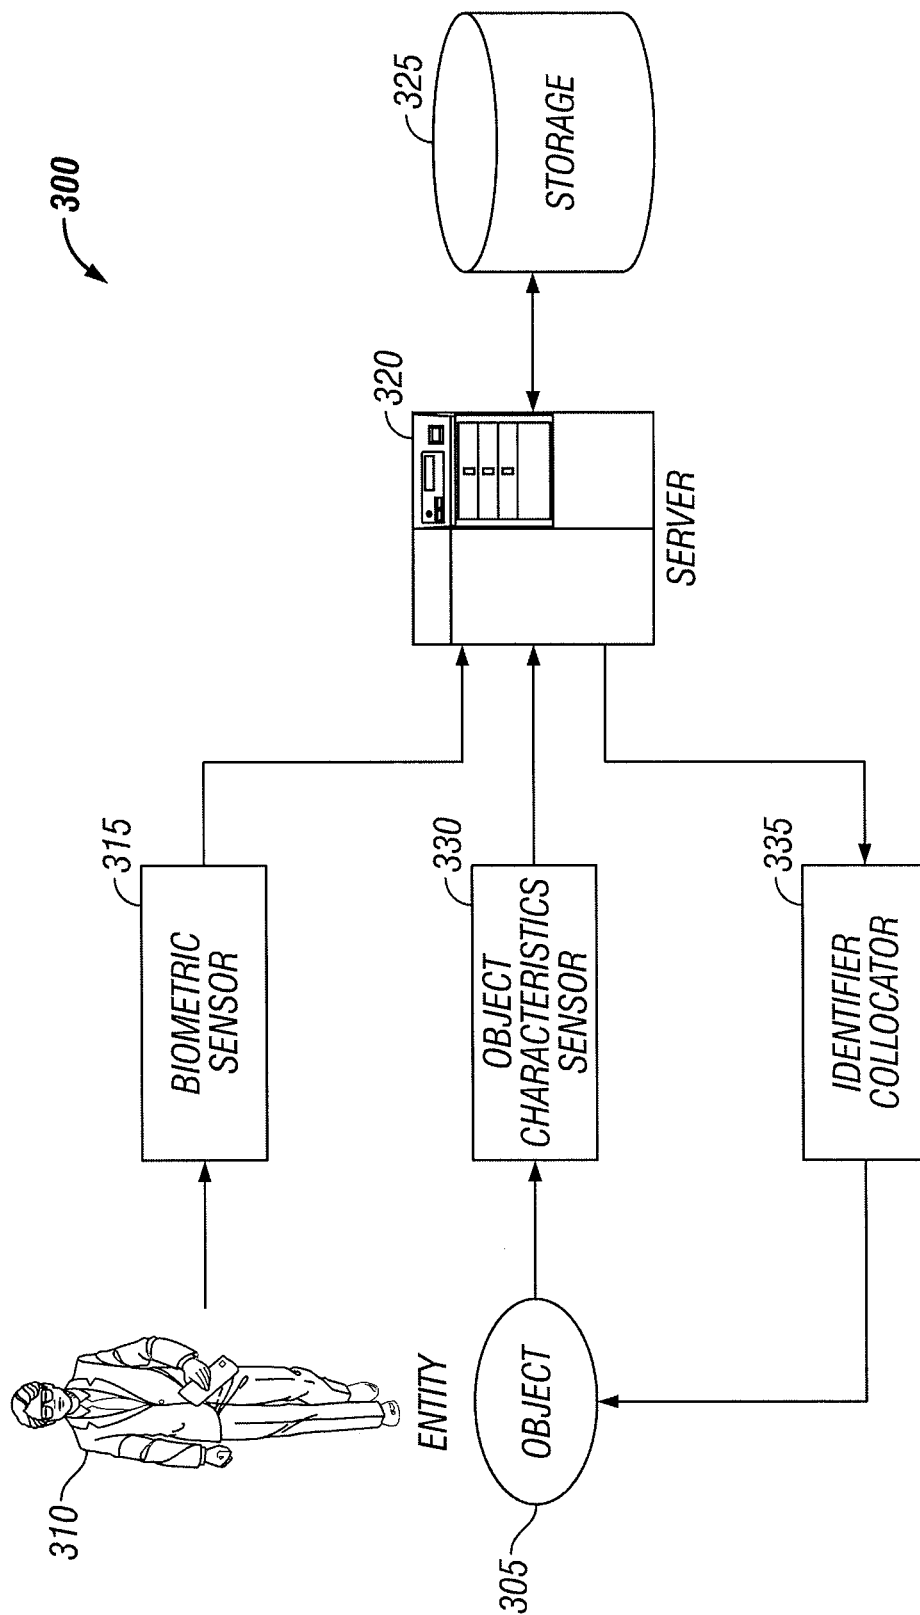 300
310
ENTITY
315
BIOMETRIC
SENSOR
320
SERVER
325
STORAGE
305
OBJECT
330
OBJECT
CHARACTERISTICS
SENSOR
335
IDENTIFIER
COLLOCATOR